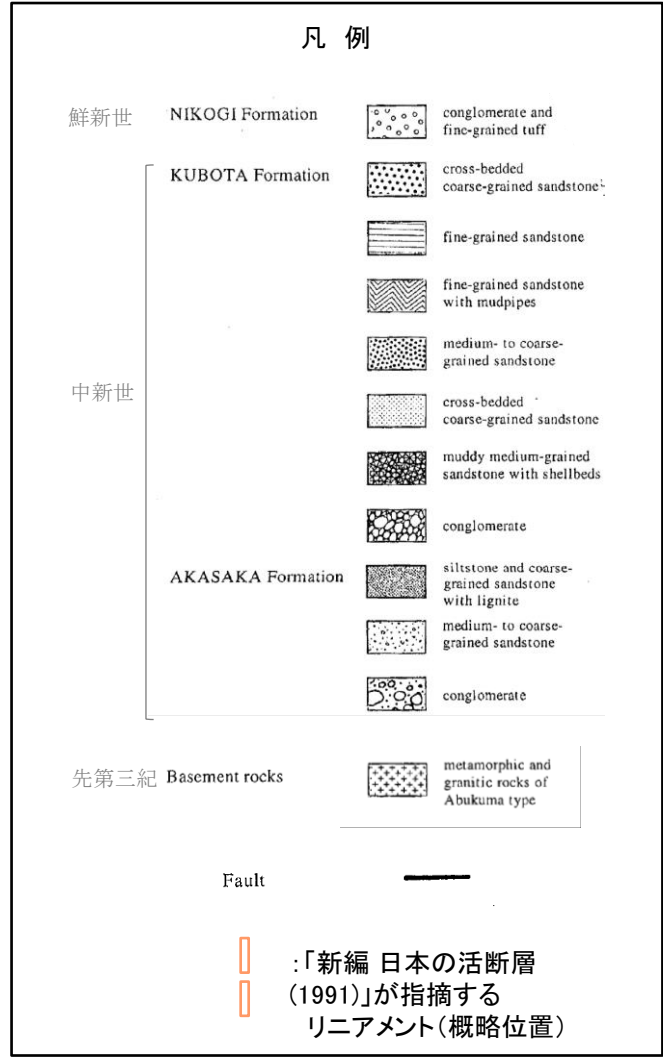 凡 例
鮮新世 NIKOGI Formation conglomerate and
fine-grained tuff
KUBOTA Formation cross-bedded
coarse-grained sandstone
fine-grained sandstone
fine-grained sandstone
with mudpipes
medium- to coarse-
grained sandstone
中新世
cross-bedded
coarse-grained sandstone
muddy medium-grained
sandstone with shellbeds
conglomerate
AKASAKA Formation siltstone and coarse-
grained sandstone
with lignite
medium- to coarse-
grained sandstone
conglomerate
先第三紀 Basement rocks metamorphic and
granitic rocks of
Abukuma type
Fault
:「新編 日本の活断層
(1991)」が指摘する
リニアメント(概略位置)